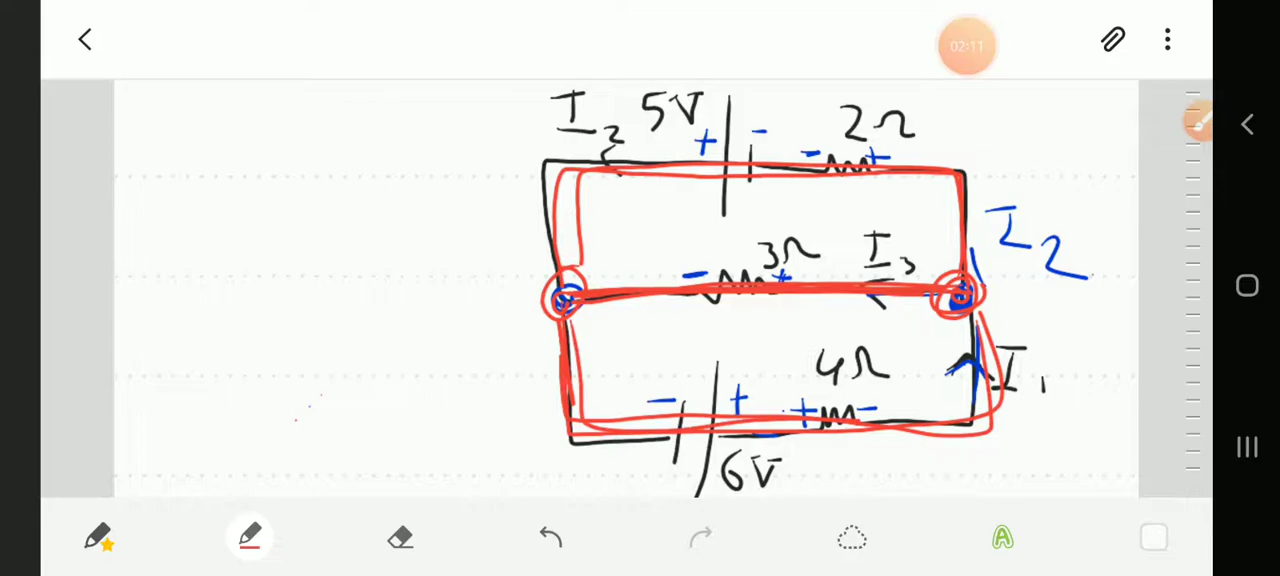 02:11
I₂ 5V + - 2Ω
- +
I₂
3Ω I₃
- +
4Ω I₁
- + + -
6V
A